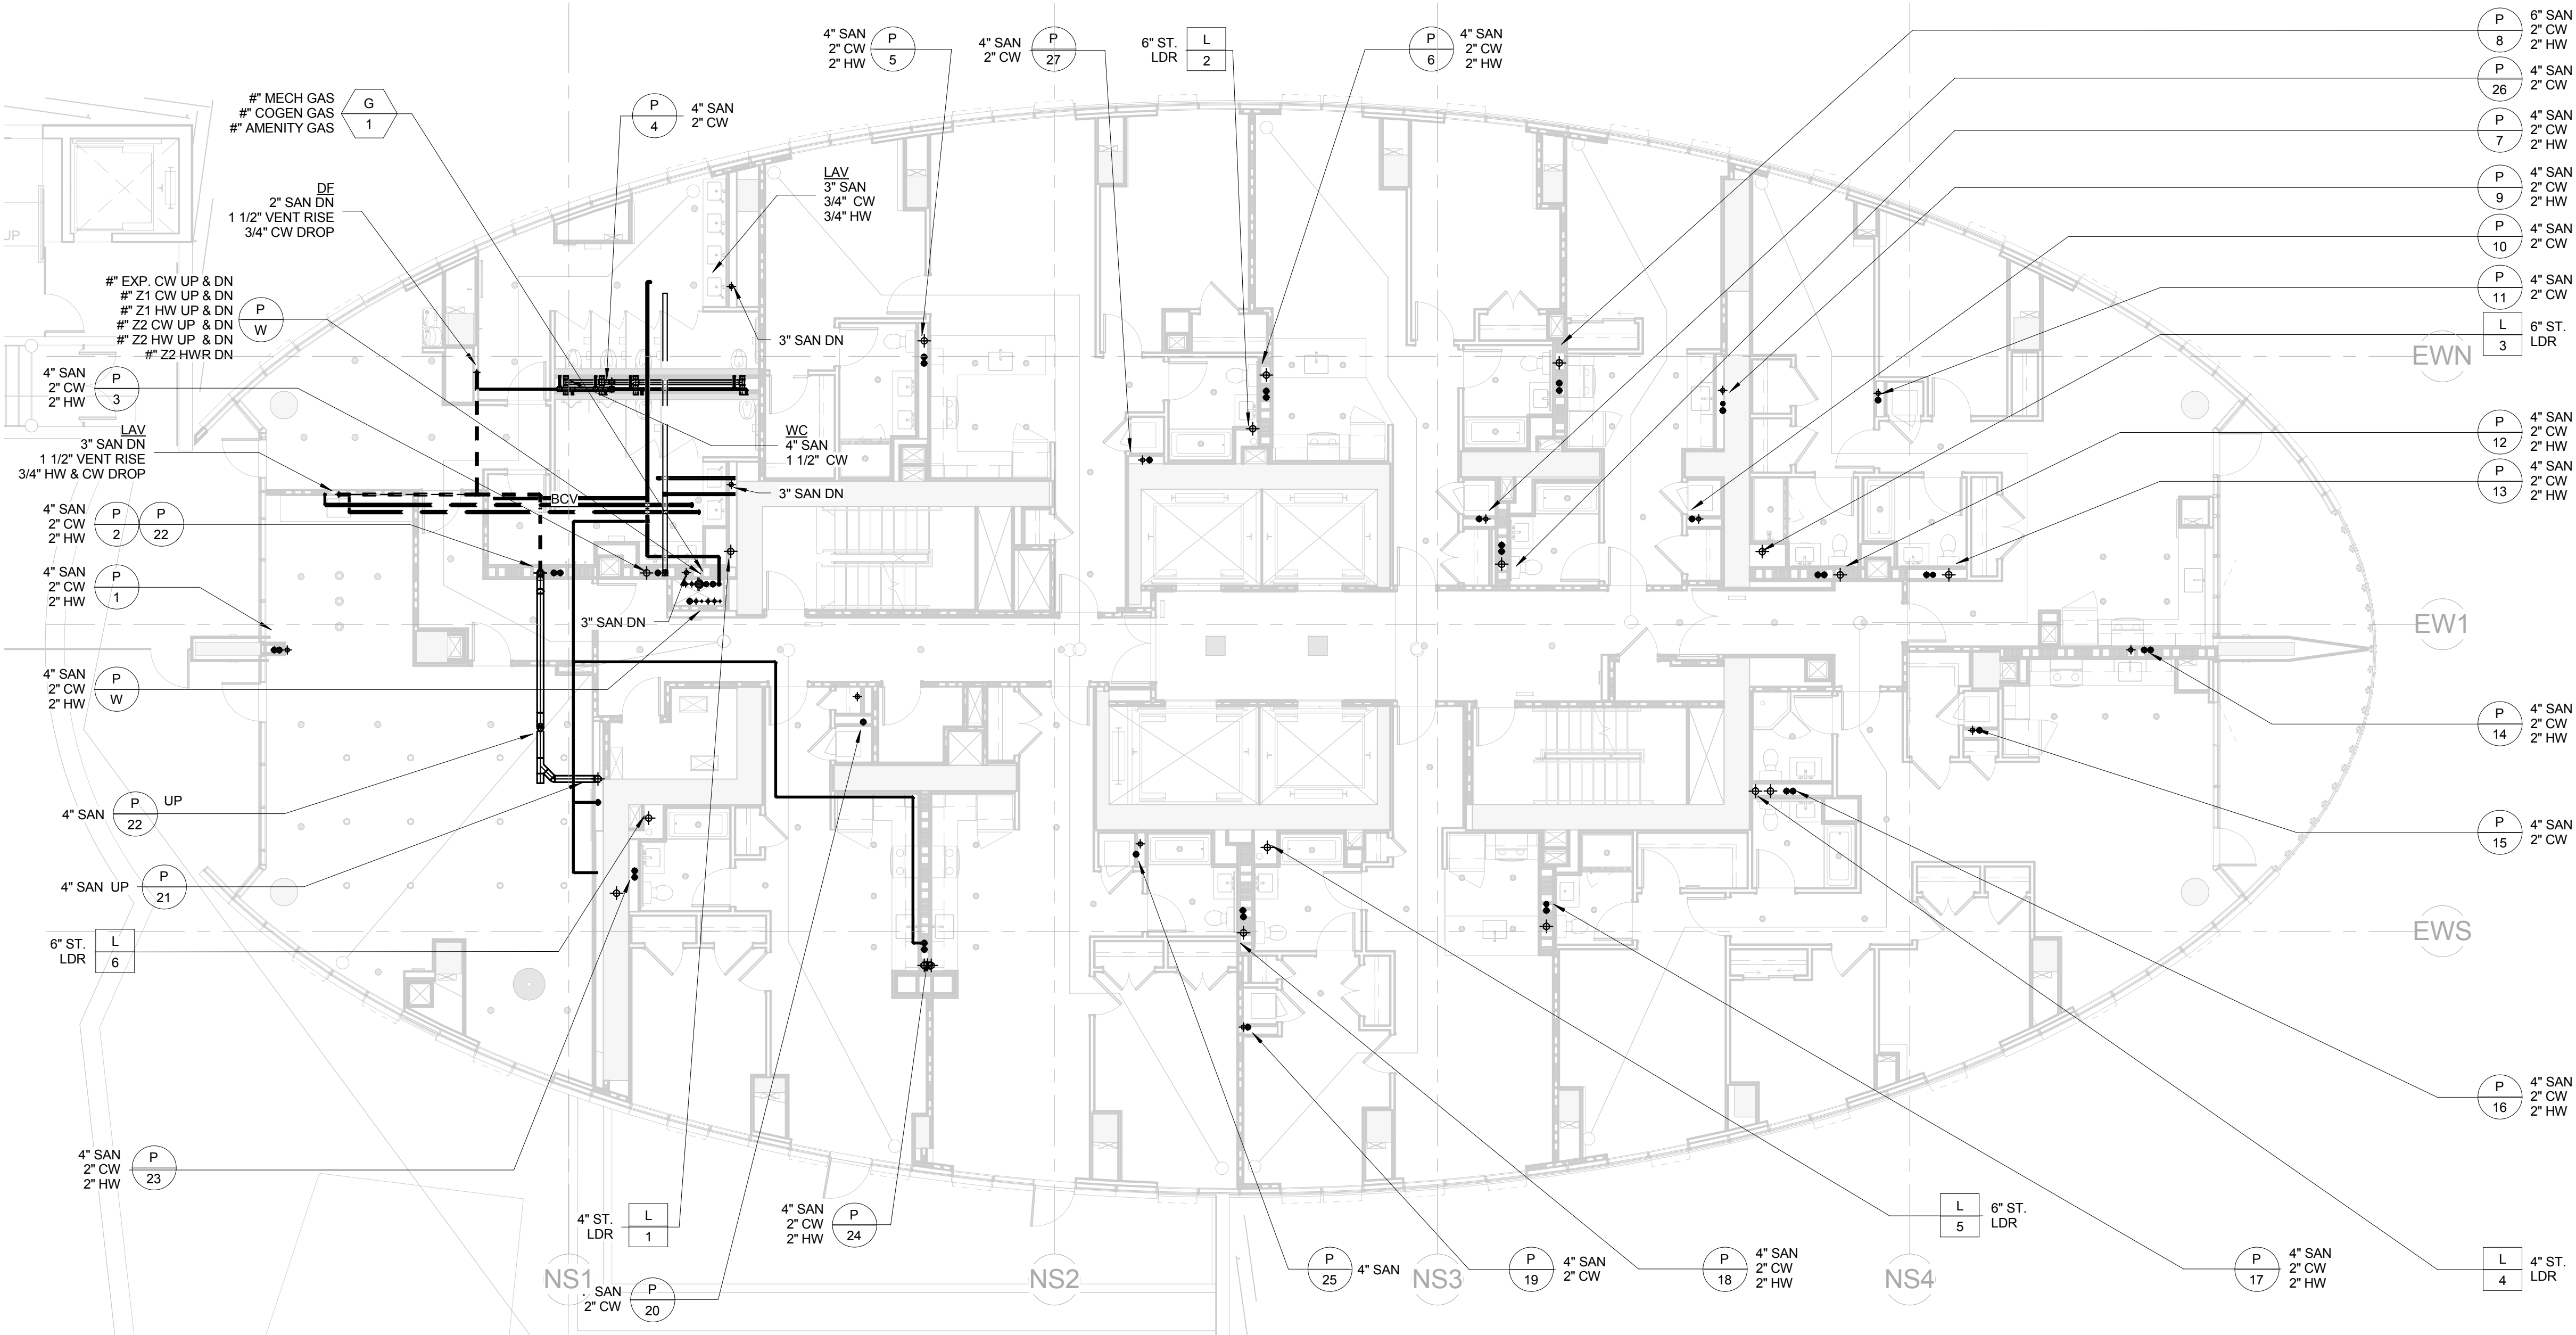 4" SAN
2" CW
2" HW
P
5
4" SAN
2" CW
P
27
6" ST.
LDR
L
2
P
6
4" SAN
2" CW
2" HW
P
8
6" SAN
2" CW
2" HW
P
26
4" SAN
2" CW
P
7
4" SAN
2" CW
2" HW
P
9
4" SAN
2" CW
2" HW
P
10
4" SAN
2" CW
P
11
4" SAN
2" CW
L
3
6" ST.
LDR
EWN
P
12
4" SAN
2" CW
2" HW
P
13
4" SAN
2" CW
2" HW
EW1
P
14
4" SAN
2" CW
2" HW
P
15
4" SAN
2" CW
EWS
P
16
4" SAN
2" CW
2" HW
L
4
4" ST.
LDR
P
17
4" SAN
2" CW
2" HW
L
5
6" ST.
LDR
P
18
4" SAN
2" CW
2" HW
P
19
4" SAN
2" CW
P
25
4" SAN
NS1
NS2
NS3
NS4
#" MECH GAS
#" COGEN GAS
#" AMENITY GAS
G
1
P
4
4" SAN
2" CW
DF
2" SAN DN
1 1/2" VENT RISE
3/4" CW DROP
LAV
3" SAN
3/4" CW
3/4" HW
UP
#" EXP. CW UP & DN
#" Z1 CW UP & DN
#" Z1 HW UP & DN
#" Z2 CW UP & DN
#" Z2 HW UP & DN
#" Z2 HWR DN
P
W
3" SAN DN
4" SAN
2" CW
2" HW
P
3
LAV
3" SAN DN
1 1/2" VENT RISE
3/4" HW & CW DROP
WC
4" SAN
1 1/2" CW
BCV
3" SAN DN
4" SAN
2" CW
2" HW
P
2
P
22
4" SAN
2" CW
2" HW
P
1
3" SAN DN
4" SAN
2" CW
2" HW
P
W
4" SAN
P
22
UP
4" SAN UP
P
21
6" ST.
LDR
L
6
4" SAN
2" CW
2" HW
P
23
4" ST.
LDR
L
1
4" SAN
2" CW
2" HW
P
24
SAN
2" CW
P
20